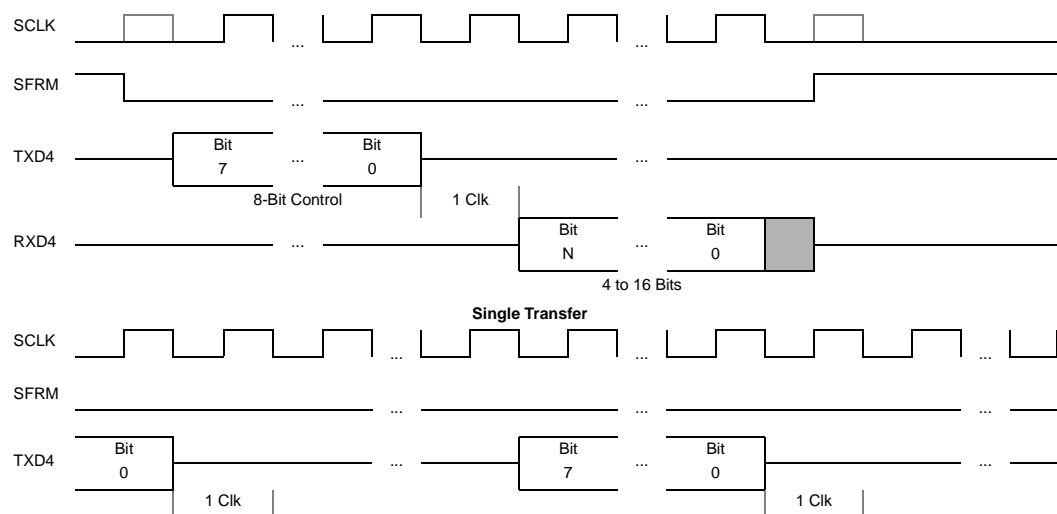 SCLK
... ...
SFRM
... ...
TXD4
Bit 7
...
Bit 0
...
8-Bit Control
1 Clk
RXD4
...
Bit N
...
Bit 0
4 to 16 Bits
Single Transfer
SCLK
... ... ...
SFRM
... ... ...
TXD4
Bit 0
...
Bit 7
...
Bit 0
...
1 Clk
1 Clk